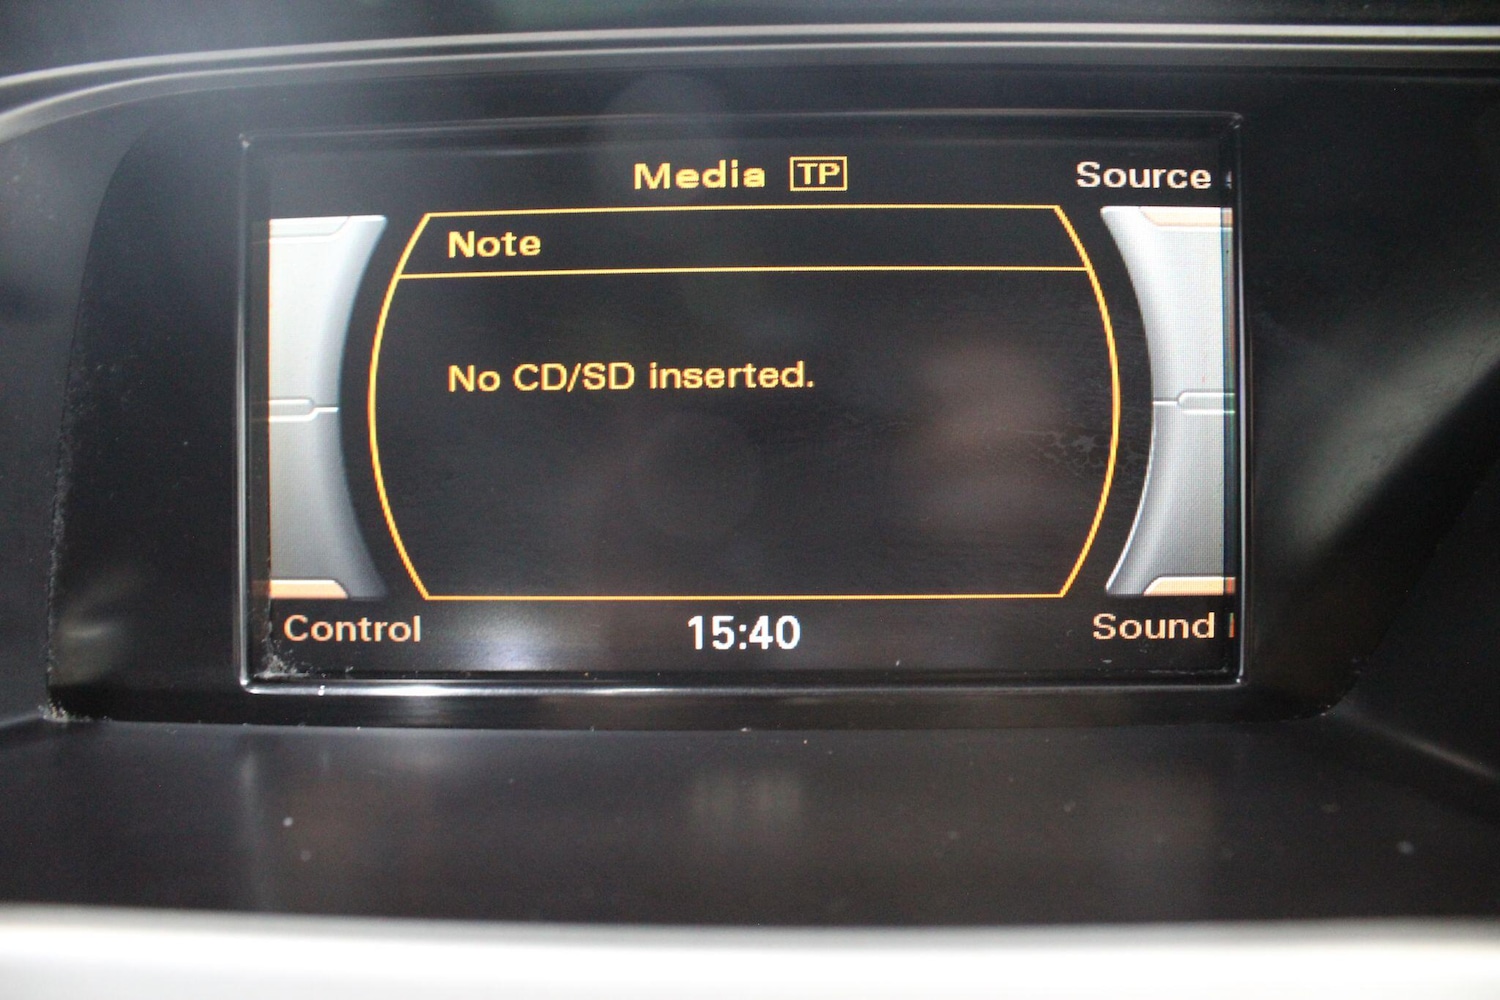 Media TP
Source
Note
No CD/SD inserted.
Control
15:40
Sound